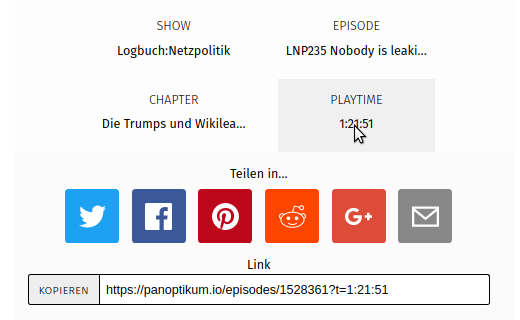 SHOW
EPISODE
Logbuch:Netzpolitik
LNP235 Nobody is leaki...
CHAPTER
PLAYTIME
Die Trumps und Wikilea...
1:21:51
Teilen in...
G+
Link
KOPIEREN
https://panoptikum.io/episodes/1528361?t=1:21:51